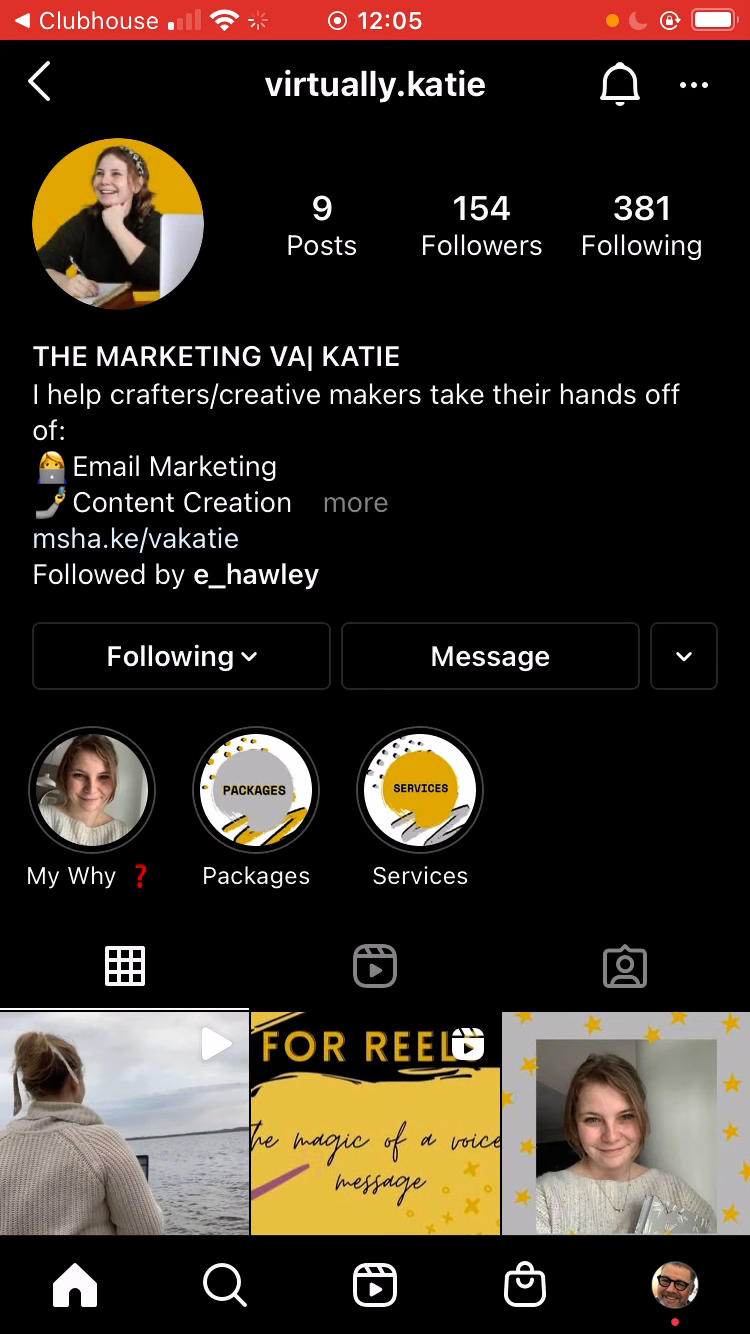 Clubhouse 12:05
virtually.katie
9 154 381
Posts Followers Following
THE MARKETING VA| KATIE
I help crafters/creative makers take their hands off
of:
👩‍💻Email Marketing
🤳Content Creation more
msha.ke/vakatie
Followed by e_hawley
Following Message
PACKAGES SERVICES
My Why ❓ Packages Services
FOR REELS
the magic of a voice
message